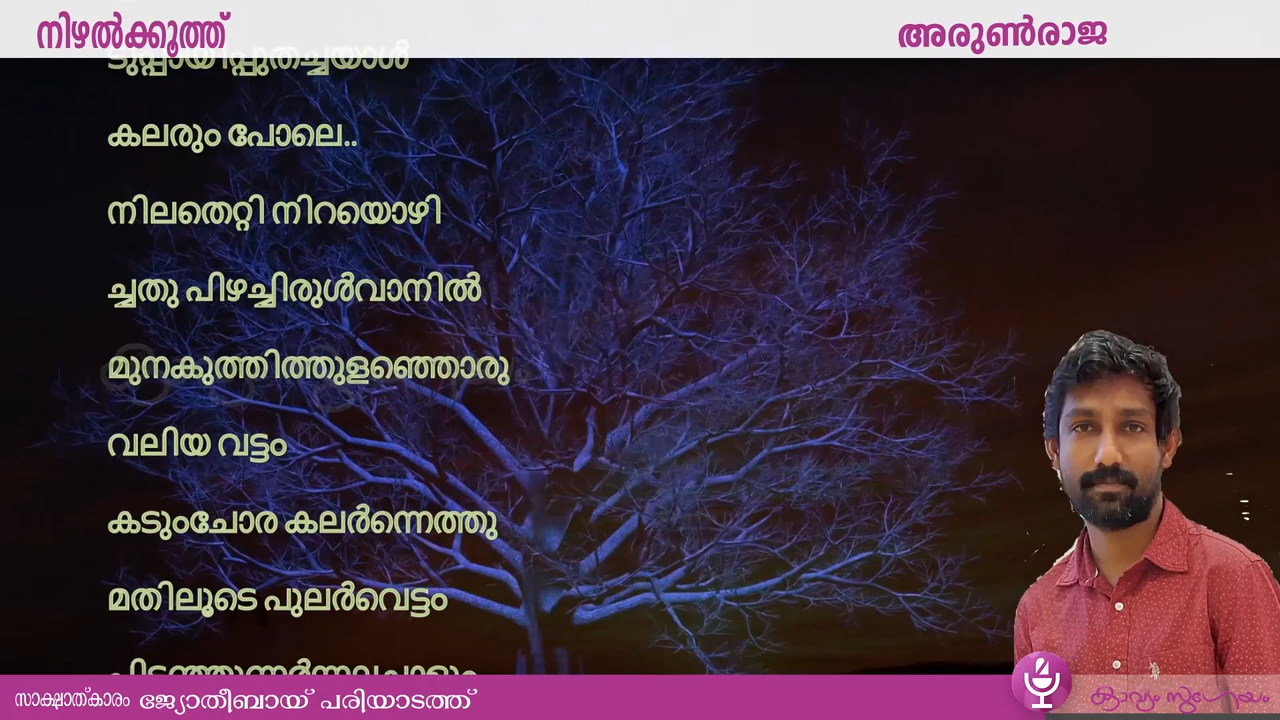 നിഴൽക്കൂത്ത്
അരുൺരാജ
കലരും പോലെ..
നിലതെറ്റി നിറയൊഴി
ച്ചതു പിഴച്ചിരുൾവാനിൽ
മുനകുത്തിത്തുളഞ്ഞൊരു
വലിയ വട്ടം
കടുംചോര കലർന്നെത്തു
മതിലൂടെ പുലർവെട്ടം
സാക്ഷാത്കാരം ജ്യോതീബായ് പരിയാടത്ത്
കാവ്യം സുഗേയം